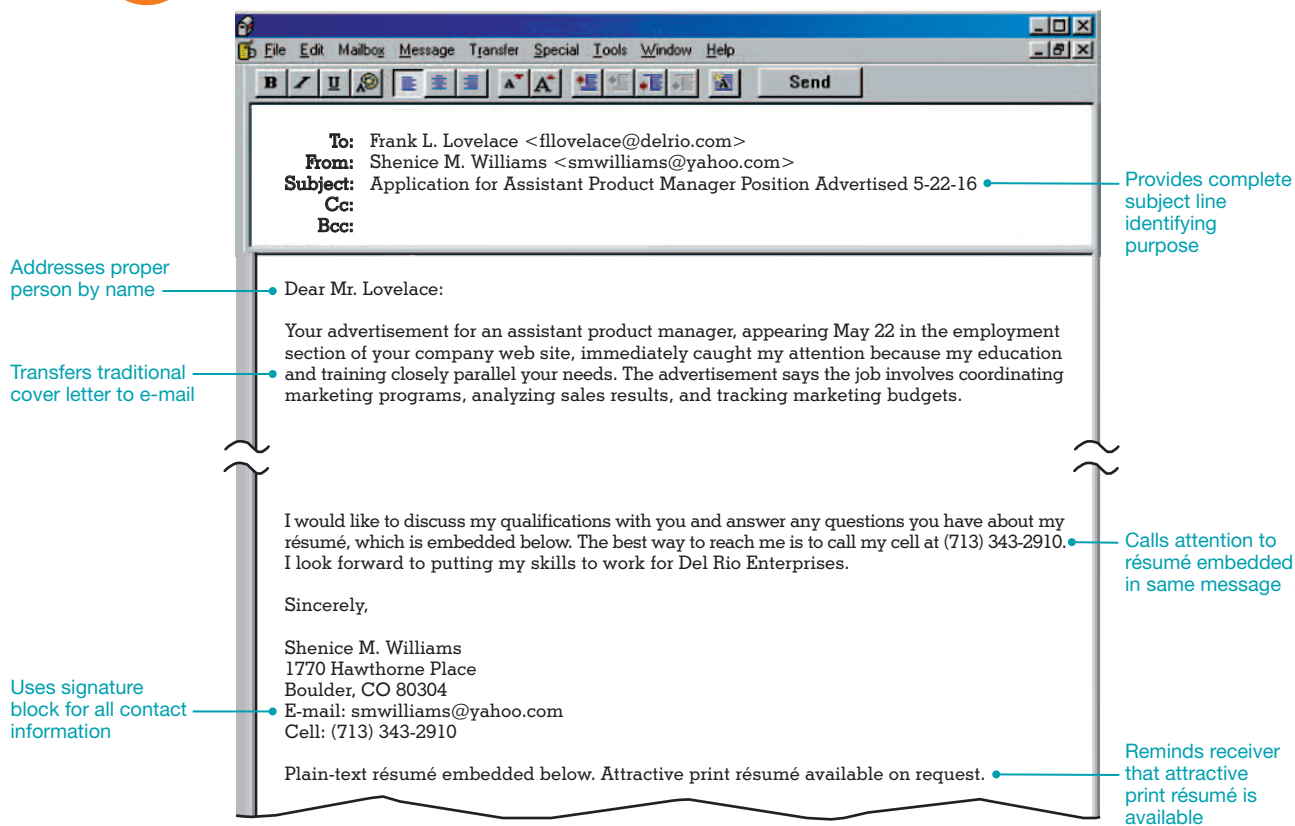 File Edit Mailbox Message Transfer Special Tools Window Help
B I U A A A A Send
To: Frank L. Lovelace <fllovelace@delrio.com>
From: Shenice M. Williams <smwilliams@yahoo.com>
Subject: Application for Assistant Product Manager Position Advertised 5-22-16
Cc:
Bcc:
Provides complete
subject line
identifying
purpose
Addresses proper
person by name
Dear Mr. Lovelace:
Your advertisement for an assistant product manager, appearing May 22 in the employment
section of your company web site, immediately caught my attention because my education
and training closely parallel your needs. The advertisement says the job involves coordinating
marketing programs, analyzing sales results, and tracking marketing budgets.
Transfers traditional
cover letter to e-mail
I would like to discuss my qualifications with you and answer any questions you have about my
résumé, which is embedded below. The best way to reach me is to call my cell at (713) 343-2910.
I look forward to putting my skills to work for Del Rio Enterprises.
Calls attention to
résumé embedded
in same message
Sincerely,
Shenice M. Williams
1770 Hawthorne Place
Boulder, CO 80304
E-mail: smwilliams@yahoo.com
Cell: (713) 343-2910
Uses signature
block for all contact
information
Plain-text résumé embedded below. Attractive print résumé available on request.
Reminds receiver
that attractive
print résumé is
available